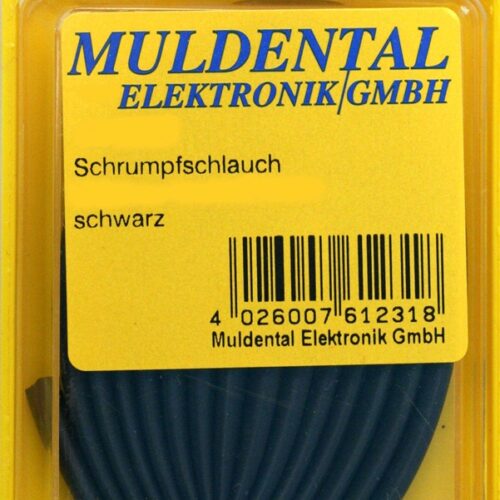 MULDENTAL
ELEKTRONIK GMBH
Schrumpfschlauch
schwarz
4 026007 612318
Muldental Elektronik GmbH